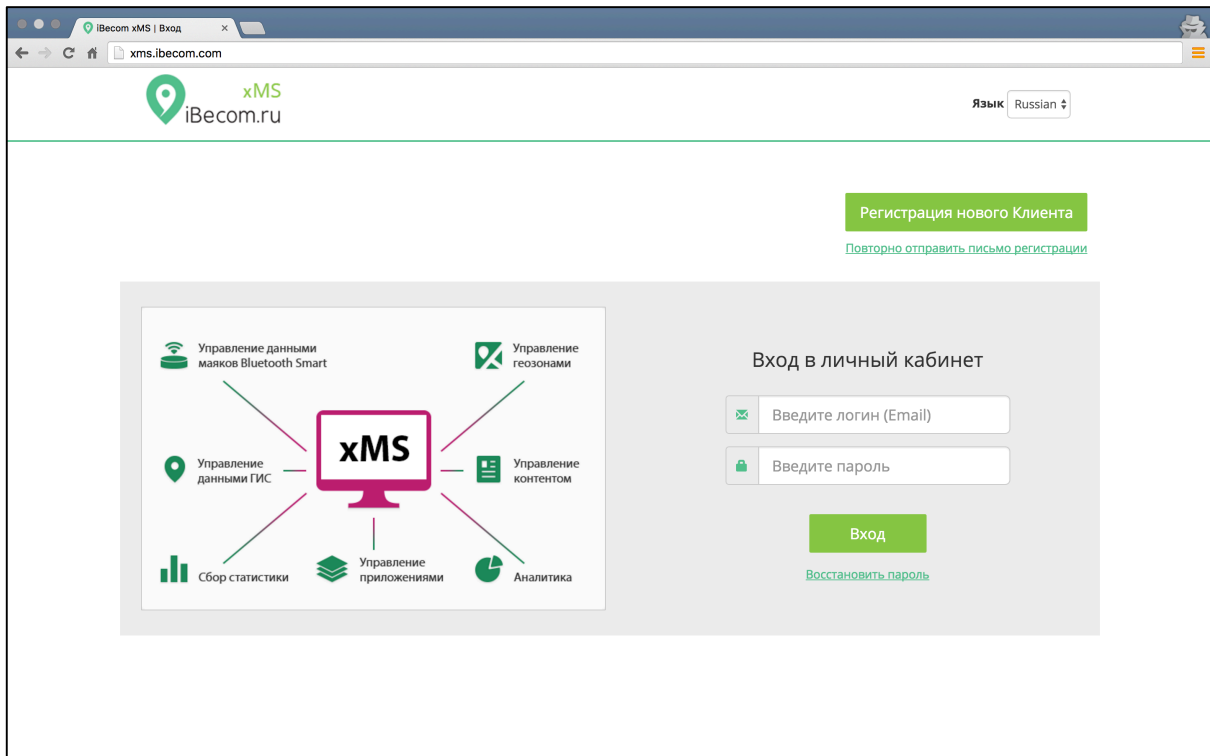 iBecom xMS | Вход
xms.ibecom.com
xMS
iBecom.ru
Язык Russian
Регистрация нового Клиента
Повторно отправить письмо регистрации
Управление данными
маяков Bluetooth Smart
Управление
геозонами
xMS
Управление
данными ГИС
Управление
контентом
Сбор статистики
Управление
приложениями
Аналитика
Вход в личный кабинет
Введите логин (Email)
Введите пароль
Вход
Восстановить пароль